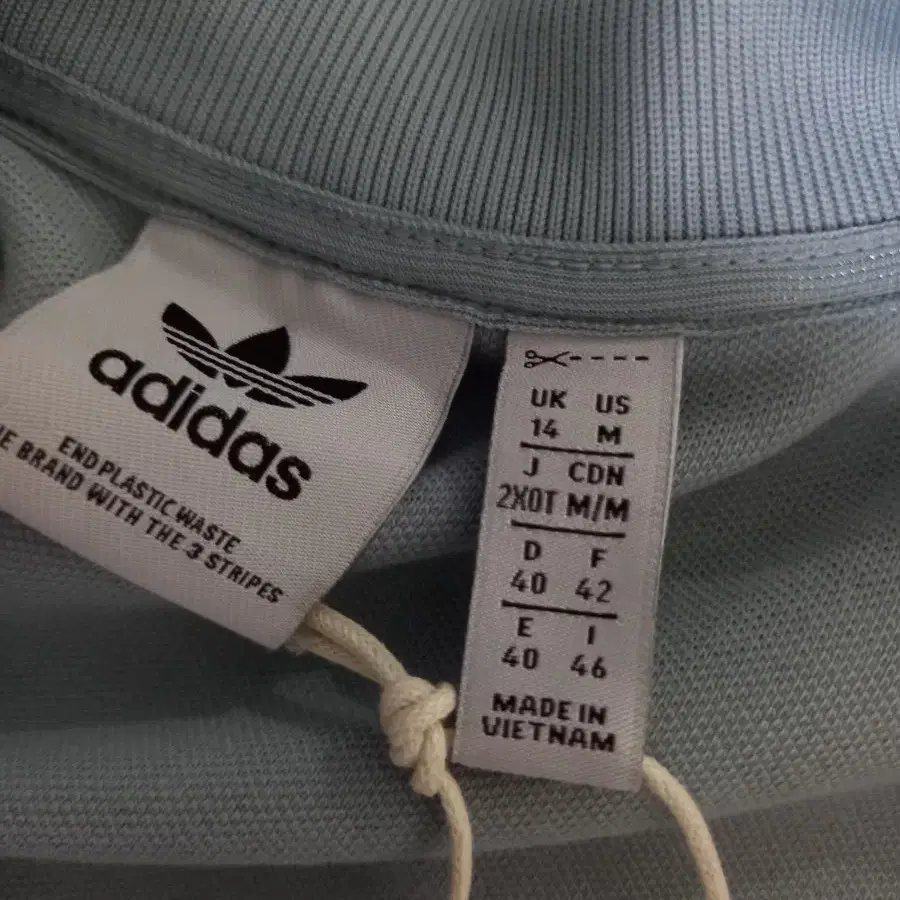 adidas
END PLASTIC WASTE
BRAND WITH THE 3 STRIPES
UK US
14 M
J CDN
2XOT M/M
D F
40 42
E I
40 46
MADE IN
VIETNAM